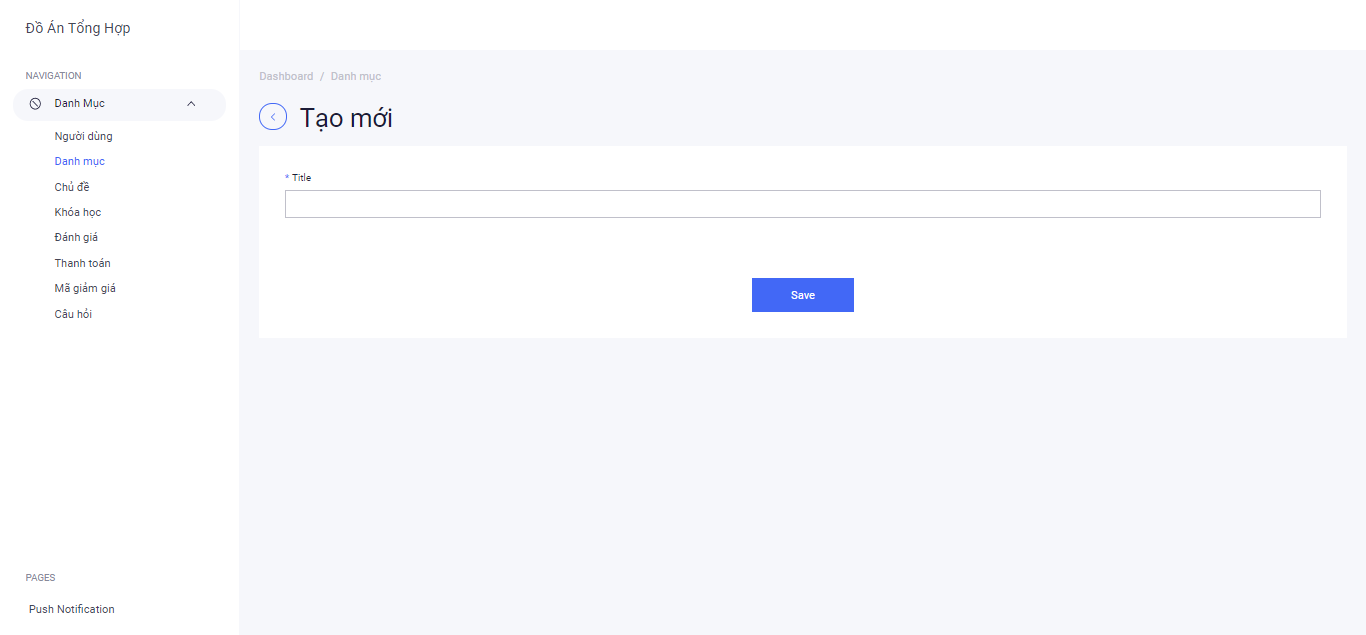 Đồ Án Tổng Hợp
NAVIGATION
Danh Mục
Người dùng
Danh mục
Chủ đề
Khóa học
Đánh giá
Thanh toán
Mã giảm giá
Câu hỏi
PAGES
Push Notification
Dashboard / Danh mục
Tạo mới
* Title
Save